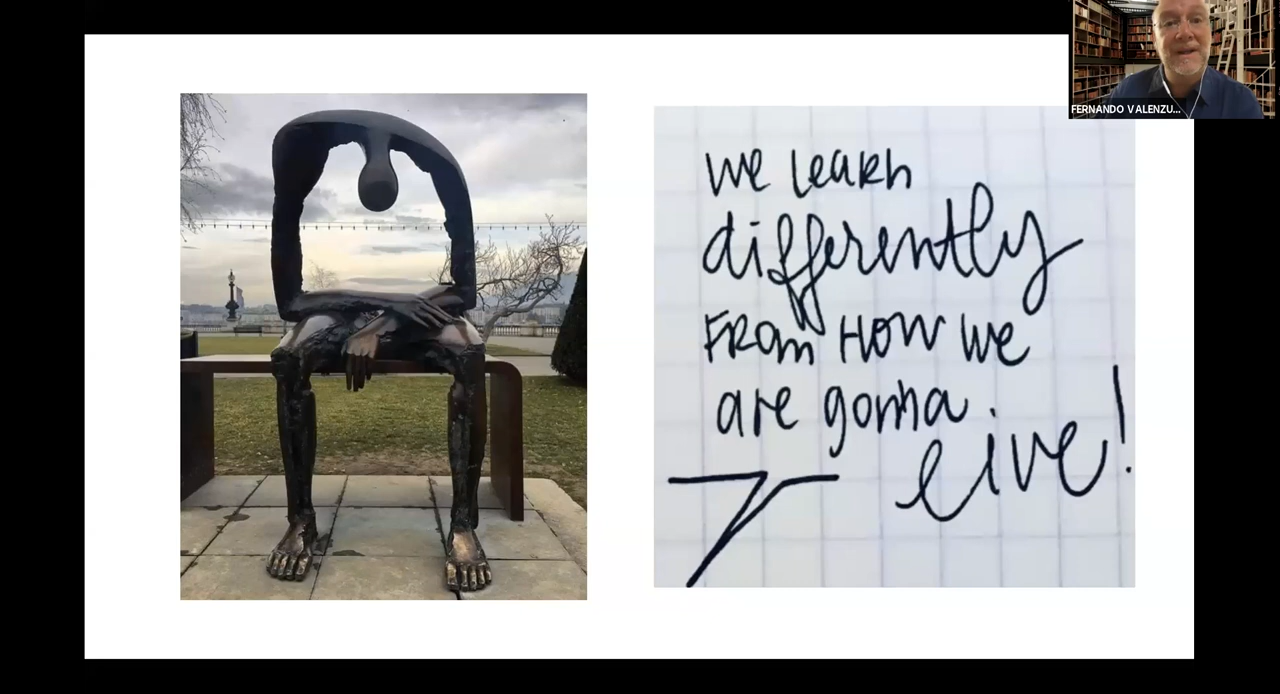 FERNANDO VALENZU...
we learn
differently
FROM HOW we
are gonna
live!